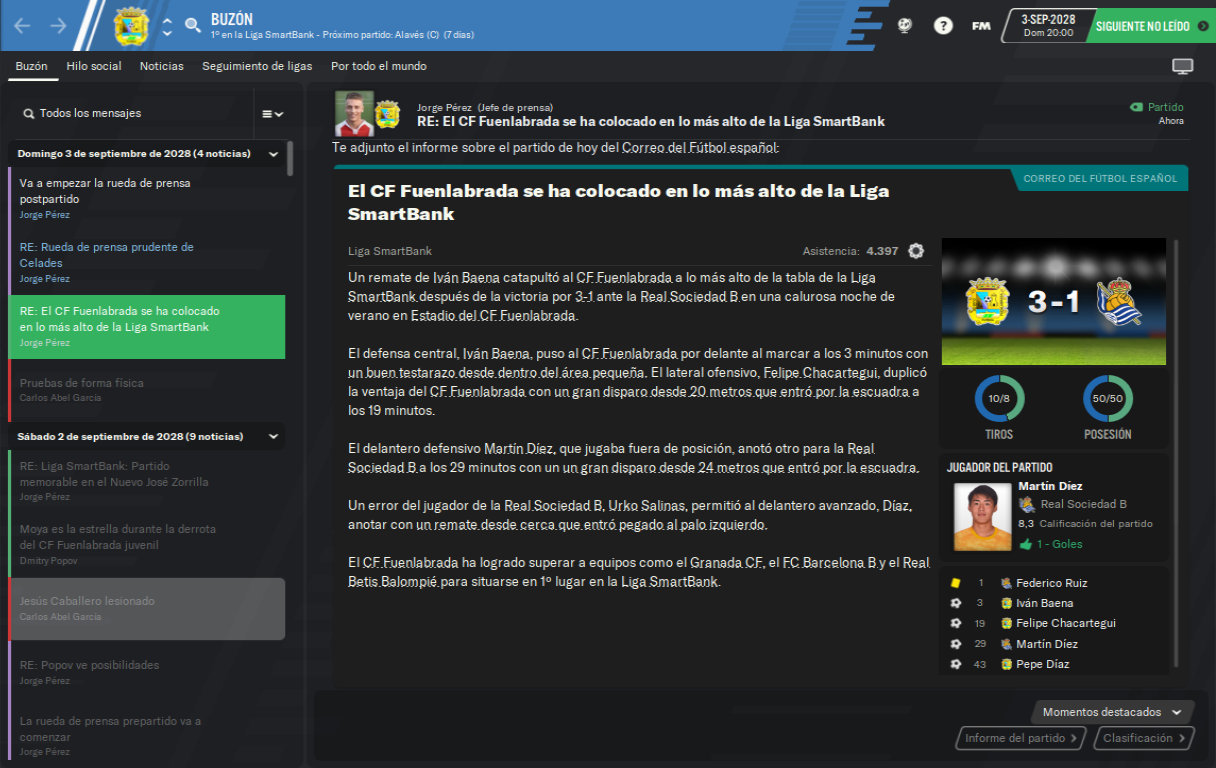 BUZÓN
1º en la Liga SmartBank - Próximo partido: Alavés (C) (7 días)
?
FM
3-SEP-2028
Dom 20:00
SIGUIENTE NO LEÍDO
Buzón
Hilo social
Noticias
Seguimiento de ligas
Por todo el mundo
Todos los mensajes
Domingo 3 de septiembre de 2028 (4 noticias)
Va a empezar la rueda de prensa
postpartido
Jorge Pérez
RE: Rueda de prensa prudente de
Celades
Jorge Pérez
RE: El CF Fuenlabrada se ha colocado
en lo más alto de la Liga SmartBank
Jorge Pérez
Pruebas de forma física
Carlos Abel García
Sábado 2 de septiembre de 2028 (9 noticias)
RE: Liga SmartBank: Partido
memorable en el Nuevo José Zorrilla
Jorge Pérez
Moya es la estrella durante la derrota
del CF Fuenlabrada juvenil
Dmitry Popov
Jesús Caballero lesionado
Carlos Abel García
RE: Popov ve posibilidades
Jorge Pérez
La rueda de prensa prepartido va a
comenzar
Jorge Pérez
Jorge Pérez (Jefe de prensa)
RE: El CF Fuenlabrada se ha colocado en lo más alto de la Liga SmartBank
Partido
Ahora
Te adjunto el informe sobre el partido de hoy del Correo del Fútbol español:
CORREO DEL FÚTBOL ESPAÑOL
El CF Fuenlabrada se ha colocado en lo más alto de la Liga
SmartBank
Liga SmartBank
Asistencia: 4.397
Un remate de Iván Baena catapultó al CF Fuenlabrada a lo más alto de la tabla de la Liga
SmartBank después de la victoria por 3-1 ante la Real Sociedad B en una calurosa noche de
verano en Estadio del CF Fuenlabrada.
El defensa central, Iván Baena, puso al CF Fuenlabrada por delante al marcar a los 3 minutos con
un buen testarazo desde dentro del área pequeña. El lateral ofensivo, Felipe Chacartegui, duplicó
la ventaja del CF Fuenlabrada con un gran disparo desde 20 metros que entró por la escuadra a
los 19 minutos.
El delantero defensivo Martín Díez, que jugaba fuera de posición, anotó otro para la Real
Sociedad B a los 29 minutos con un un gran disparo desde 24 metros que entró por la escuadra.
Un error del jugador de la Real Sociedad B, Urko Salinas, permitió al delantero avanzado, Díaz,
anotar con un remate desde cerca que entró pegado al palo izquierdo.
El CF Fuenlabrada ha logrado superar a equipos como el Granada CF, el FC Barcelona B y el Real
Betis Balompié para situarse en 1º lugar en la Liga SmartBank.
3-1
10/8
TIROS
50/50
POSESIÓN
JUGADOR DEL PARTIDO
Martín Díez
Real Sociedad B
8,3 Calificación del partido
1 - Goles
1 Federico Ruiz
3 Iván Baena
19 Felipe Chacartegui
29 Martín Díez
43 Pepe Díaz
Momentos destacados
Informe del partido
Clasificación